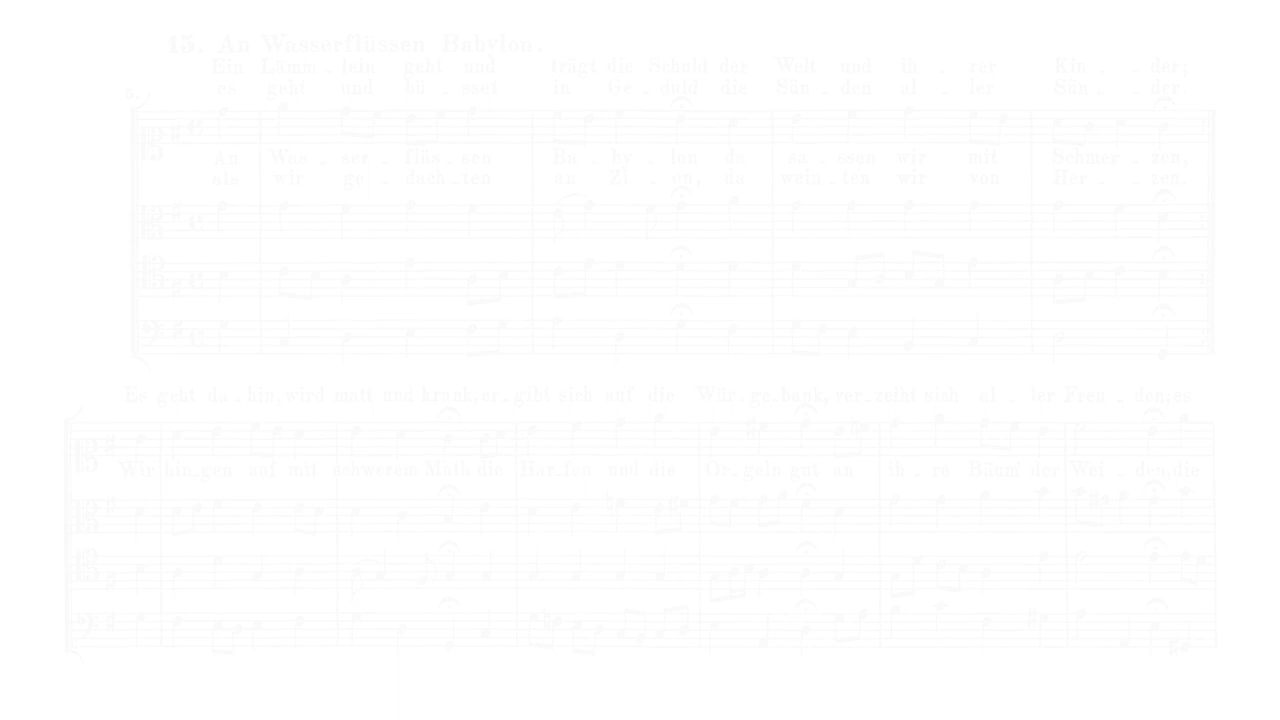 15. An Wasserflüssen Babylon.
Ein Lämm - lein geht und trägt die Schuld der Welt und ih - rer Kin - - der;
es geht und bü - sset in Ge - duld die Sün - den al - ler Sün - - der.
An Was - ser - flüs - sen Ba - by - lon da sa - ssen wir mit Schmer - zen,
als wir ge - dach - ten an Zi - on, da wein - ten wir von Her - - zen.
Es geht da - hin, wird matt und krank, er - gibt sich auf die Wür - ge - bank, ver - zeiht sich al - ler Freu - den; es
Wir hin - gen auf mit schwerem Muth die Har - fen und die Or - geln gut an ih - re Bäum' der Wei - den, die